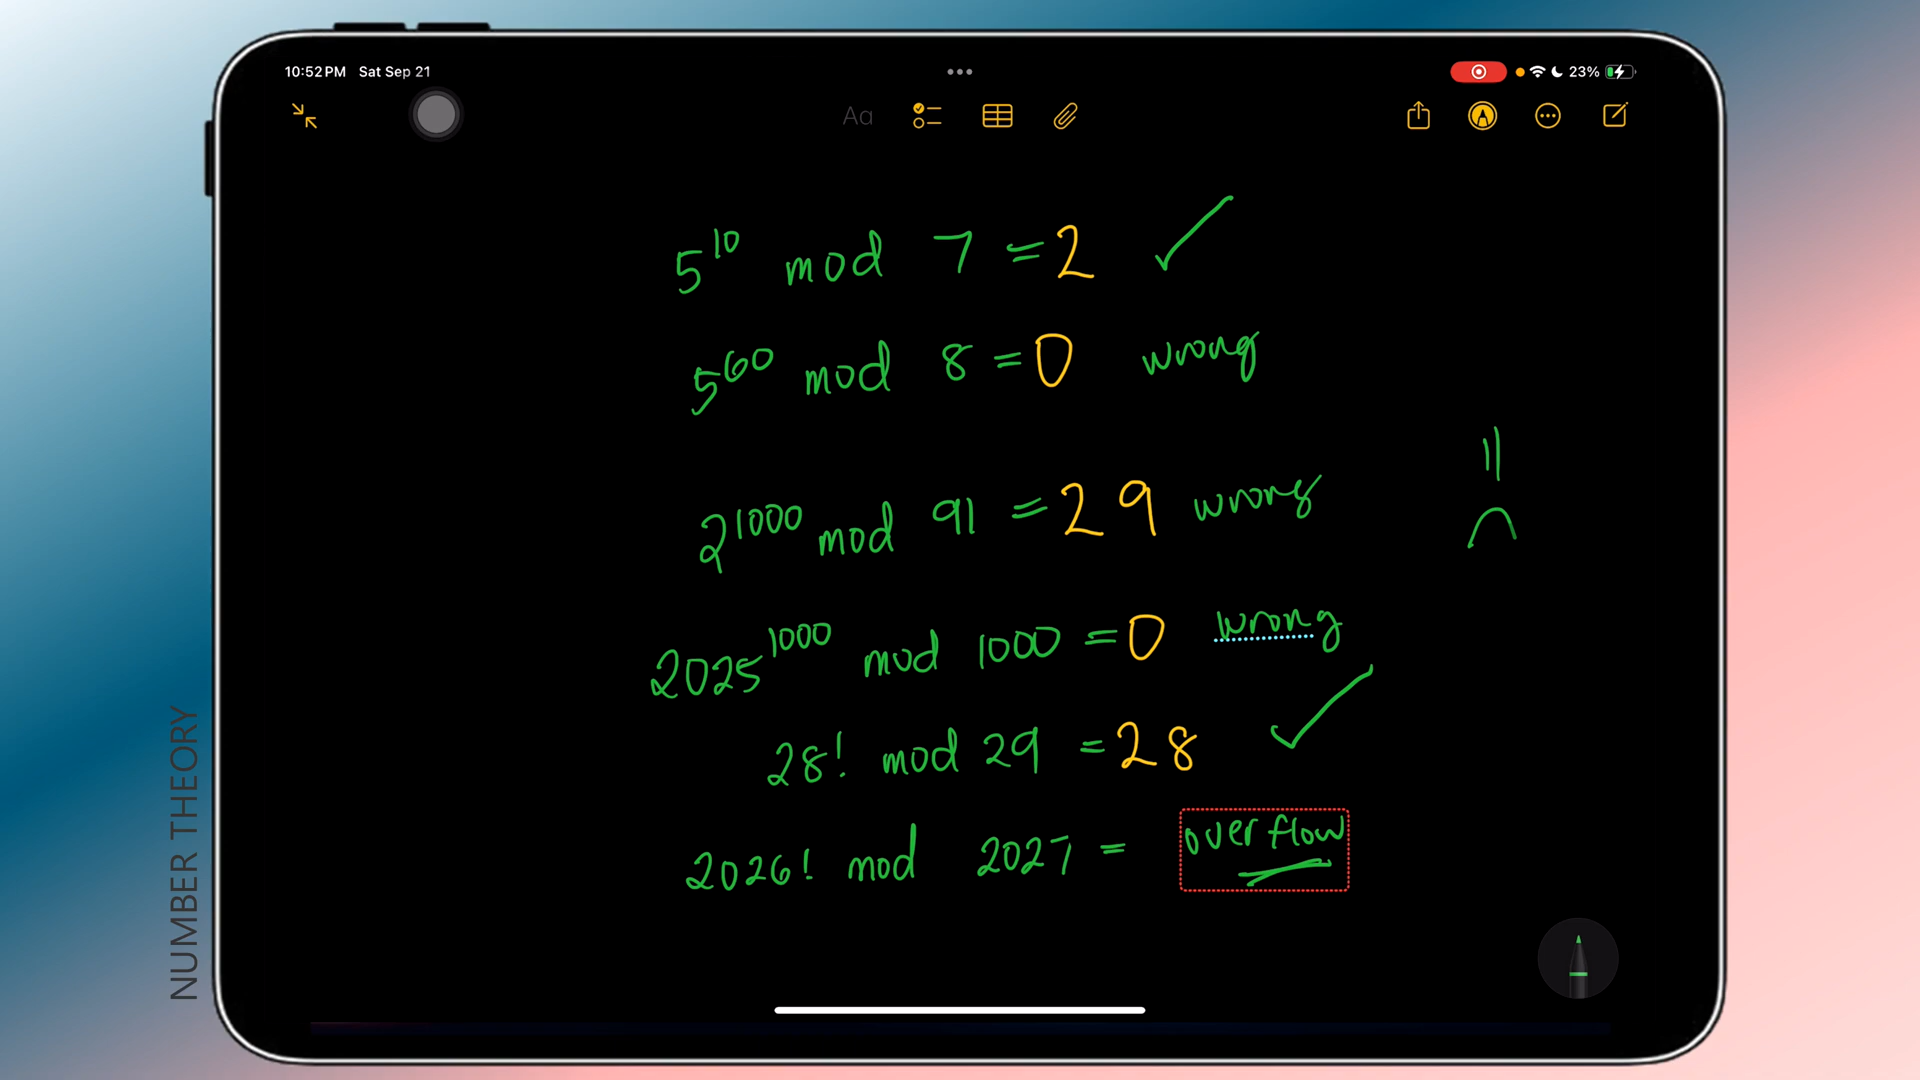 10:52 PM Sat Sep 21
23%
Aa
5^10 mod 7 = 2 ✓
5^60 mod 8 = 0 wrong
2^1000 mod 91 = 29 wrong
2025^1000 mod 1000 = 0 wrong
28! mod 29 = 28 ✓
2026! mod 2027 = overflow
NUMBER THEORY